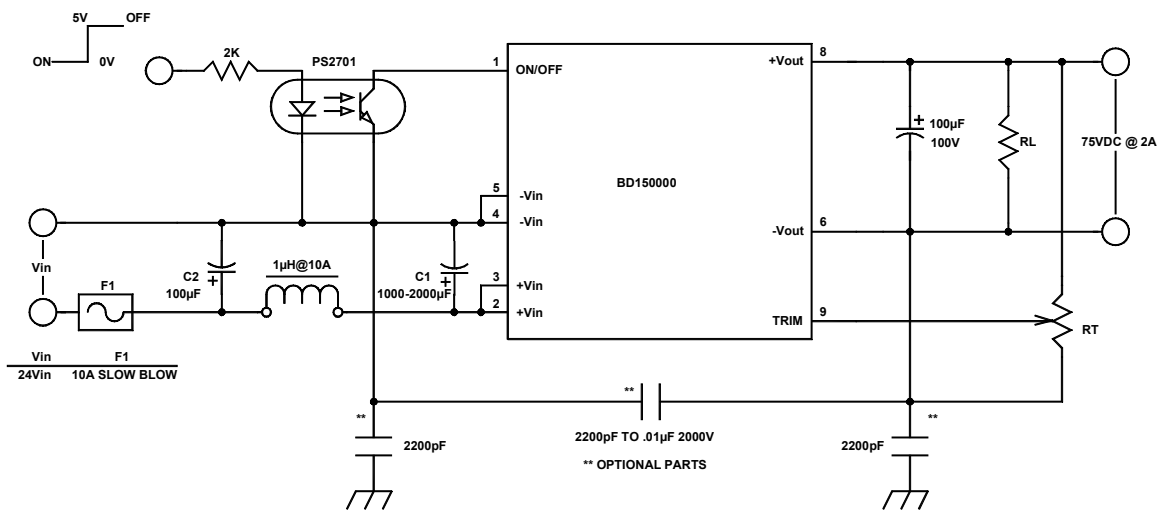 5V OFF
ON 0V
2K
PS2701
1 ON/OFF
+Vout 8
100µF
100V
RL
75VDC @ 2A
BD150000
5 -Vin
4 -Vin
-Vout 6
Vin
F1
C2
100µF
1µH@10A
C1
1000-2000µF
3 +Vin
2 +Vin
TRIM 9
RT
Vin F1
24Vin 10A SLOW BLOW
** ** **
2200pF
2200pF TO .01µF 2000V
2200pF
** OPTIONAL PARTS